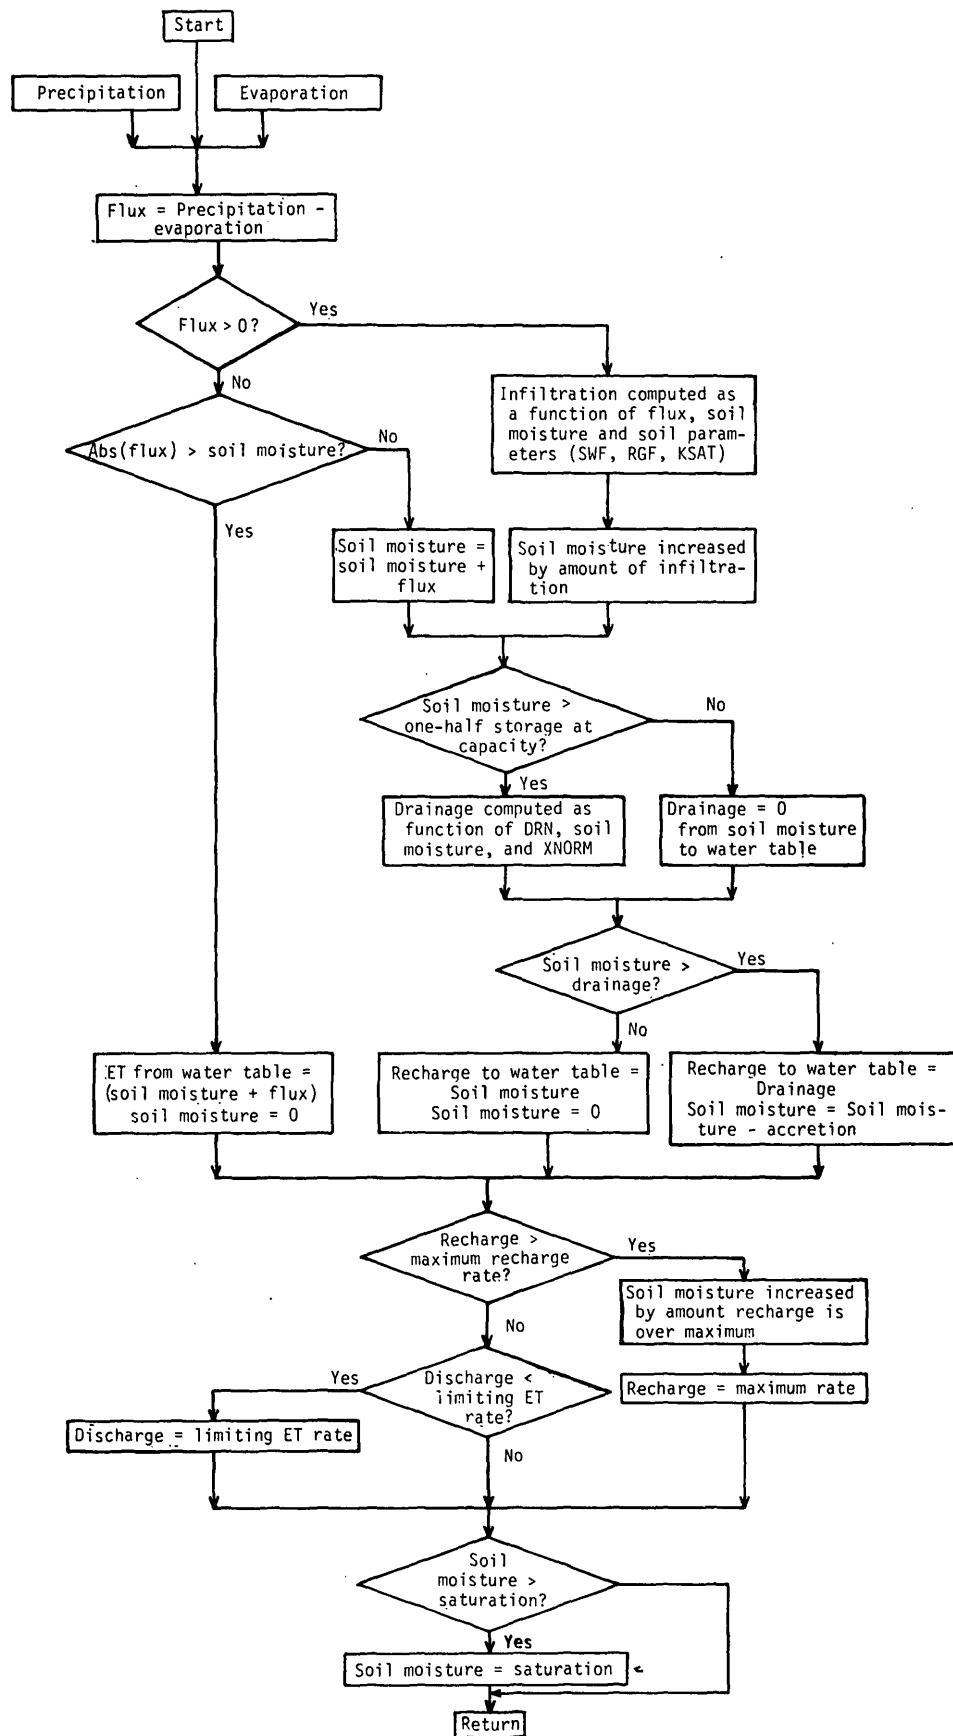 Start
Precipitation
Evaporation
Flux = Precipitation -
evaporation
Flux > 0?
Yes
No
Infiltration computed as
a function of flux, soil
moisture and soil param-
eters (SWF, RGF, KSAT)
Abs(flux) > soil moisture?
No
Yes
Soil moisture =
soil moisture +
flux
Soil moisture increased
by amount of infiltra-
tion
Soil moisture >
one-half storage at
capacity?
No
Yes
Drainage computed as
function of DRN, soil
moisture, and XNORM
Drainage = 0
from soil moisture
to water table
Soil moisture >
drainage?
Yes
No
ET from water table =
(soil moisture + flux)
soil moisture = 0
Recharge to water table =
Soil moisture
Soil moisture = 0
Recharge to water table =
Drainage
Soil moisture = Soil mois-
ture - accretion
Recharge >
maximum recharge
rate?
Yes
No
Soil moisture increased
by amount recharge is
over maximum
Recharge = maximum rate
Discharge <
limiting ET
rate?
Yes
No
Discharge = limiting ET rate
Soil
moisture >
saturation?
Yes
Soil moisture = saturation
Return